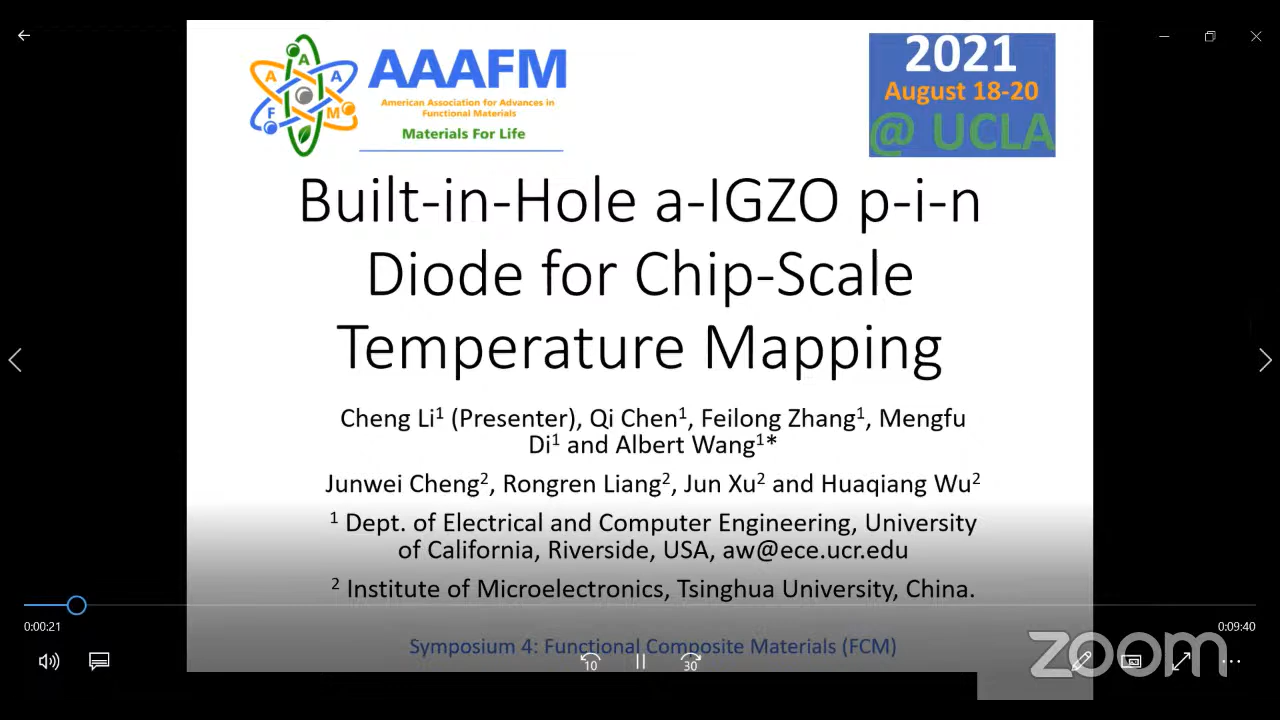 A
A
A
F
M
AAAFM
American Association for Advances in
Functional Materials
Materials For Life
2021
August 18-20
@ UCLA
Built-in-Hole a-IGZO p-i-n
Diode for Chip-Scale
Temperature Mapping
Cheng Li¹ (Presenter), Qi Chen¹, Feilong Zhang¹, Mengfu
Di¹ and Albert Wang¹*
Junwei Cheng², Rongren Liang², Jun Xu² and Huaqiang Wu²
¹ Dept. of Electrical and Computer Engineering, University
of California, Riverside, USA, aw@ece.ucr.edu
² Institute of Microelectronics, Tsinghua University, China.
0:00:21
0:09:40
Symposium 4: Functional Composite Materials (FCM)
10
30
zoom